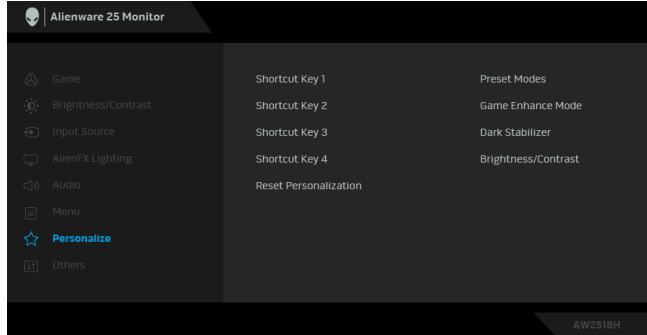 Alienware 25 Monitor
Game
Brightness/Contrast
Input Source
AlienFX Lighting
Audio
Menu
Personalize
Others
Shortcut Key 1 Preset Modes
Shortcut Key 2 Game Enhance Mode
Shortcut Key 3 Dark Stabilizer
Shortcut Key 4 Brightness/Contrast
Reset Personalization
AW2518H